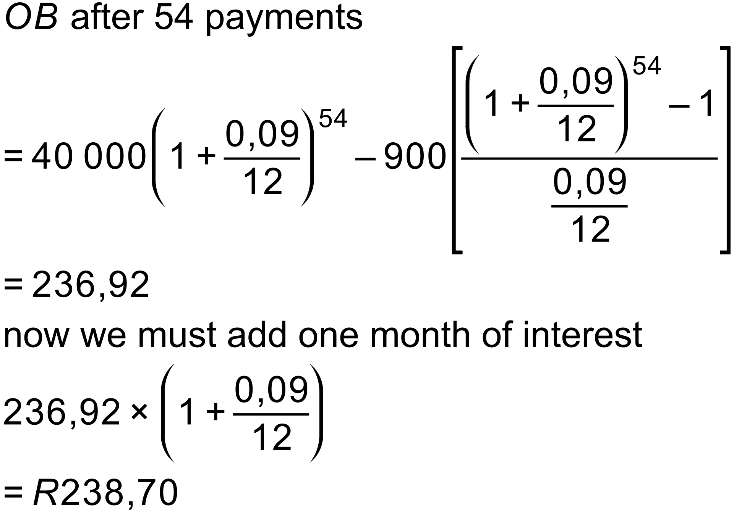 OB after 54 payments
= 40 000(1 + 0,09/12)^54 – 900[((1 + 0,09/12)^54 – 1)/(0,09/12)]
= 236,92
now we must add one month of interest
236,92 × (1 + 0,09/12)
= R238,70